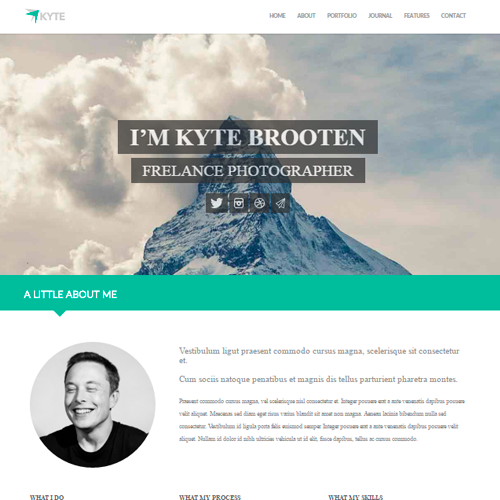 KYTE
HOME ABOUT PORTFOLIO JOURNAL FEATURES CONTACT
I'M KYTE BROOTEN
FRELANCE PHOTOGRAPHER
A LITTLE ABOUT ME
Vestibulum ligut praesent commodo cursus magna, scelerisque sit consectetur
et.
Cum sociis natoque penatibus et magnis dis tellus parturient pharetra montes.
Praesent commodo cursus magna, vel scelerisque nisl consectetur et. Integer posuere erat a ante venenatis dapibus posuere
velit aliquet. Maecenas sed diam eget risus varius blandit sit amet non magna. Aenean lacinia bibendum nulla sed
consectetur. Vestibulum id ligula porta felis euismod semper. Integer posuere erat a ante venenatis dapibus posuere velit
aliquet. Nullam id dolor id nibh ultricies vehicula ut id elit, fusce dapibus, tellus ac cursus commodo.
WHAT I DO
WHAT MY PROCESS
WHAT MY SKILLS